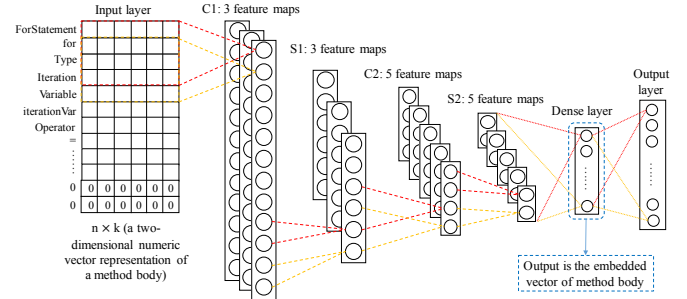 Input layer
C1: 3 feature maps
S1: 3 feature maps
C2: 5 feature maps
S2: 5 feature maps
Dense layer
Output
layer
ForStatement
for
Type
Iteration
Variable
iterationVar
Operator
=
0 0 0 0 0 0 0
0 0 0 0 0 0 0
n × k (a two-
dimensional numeric
vector representation of
a method body)
Output is the embedded
vector of method body